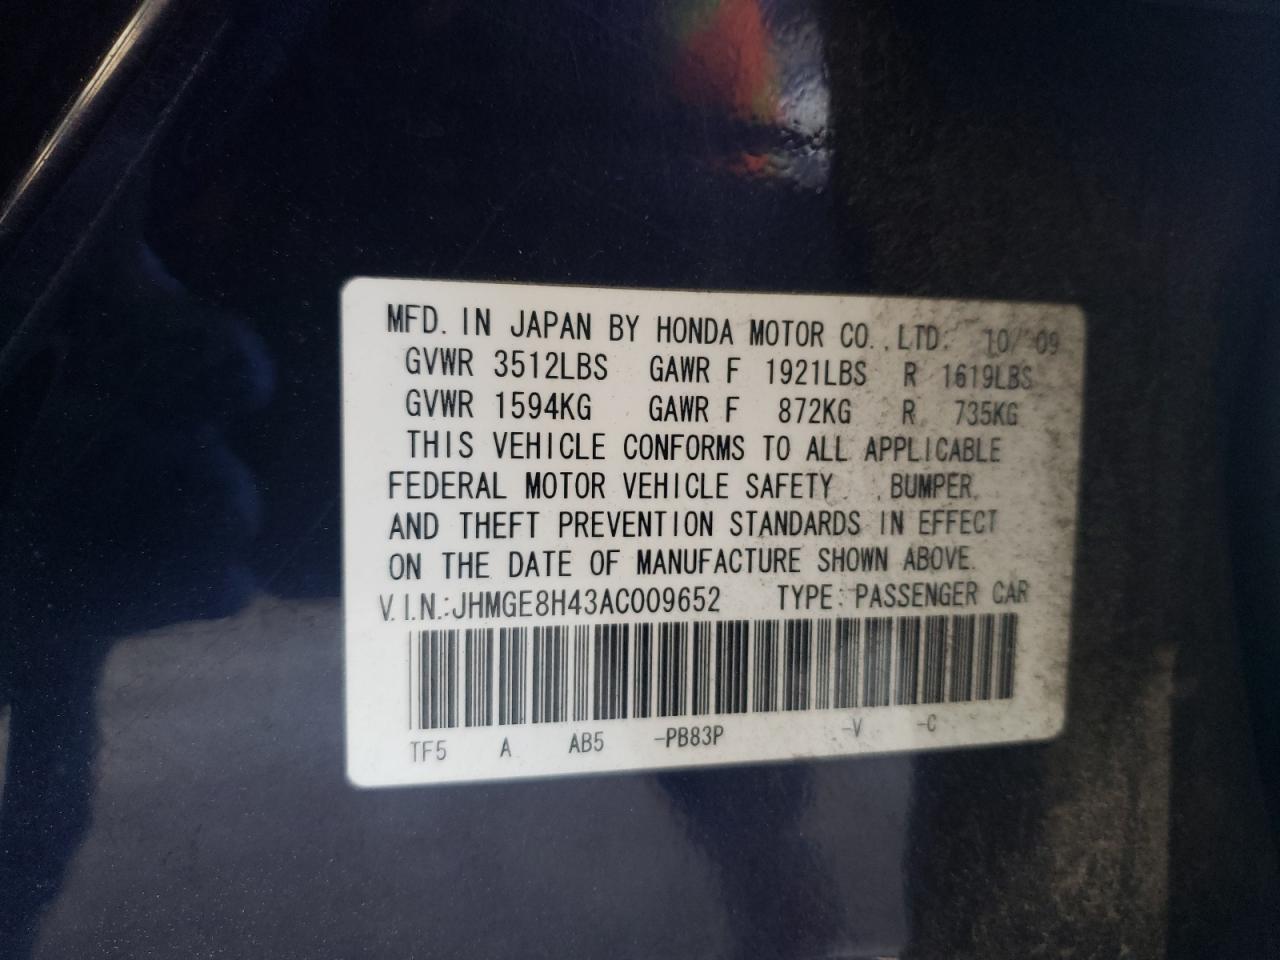 MFD. IN JAPAN BY HONDA MOTOR CO., LTD. 10/ 09
GVWR 3512LBS GAWR F 1921LBS R 1619LBS
GVWR 1594KG GAWR F 872KG R 735KG
THIS VEHICLE CONFORMS TO ALL APPLICABLE
FEDERAL MOTOR VEHICLE SAFETY, BUMPER,
AND THEFT PREVENTION STANDARDS IN EFFECT
ON THE DATE OF MANUFACTURE SHOWN ABOVE.
V.I.N.:JHMGE8H43AC009652 TYPE:PASSENGER CAR
TF5 A AB5 -PB83P -V -C